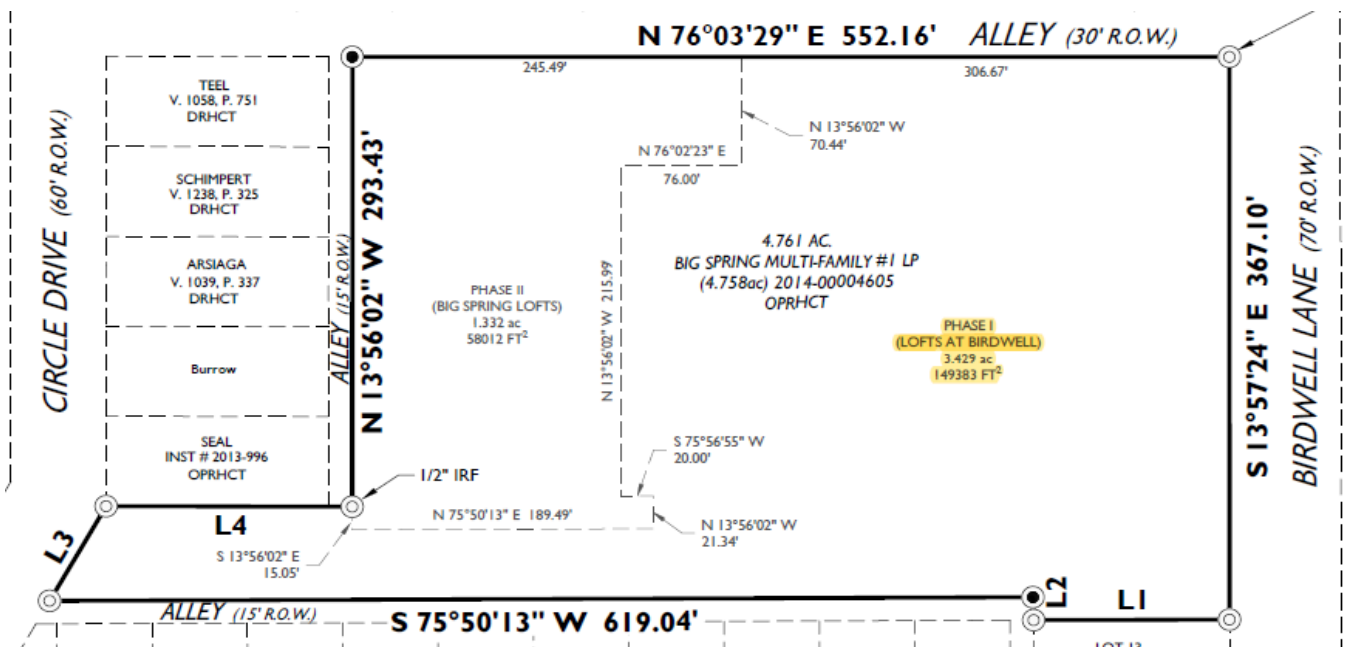 N 76°03'29" E 552.16' ALLEY (30' R.O.W.)
245.49'
306.67'
TEEL
V. 1058, P. 751
DRHCT
SCHIMPERT
V. 1238, P. 325
DRHCT
ARSIAGA
V. 1039, P. 337
DRHCT
Burrow
SEAL
INST # 2013-996
OPRHCT
CIRCLE DRIVE (60' R.O.W.)
ALLEY (15' R.O.W.)
N 13°56'02" W 293.43'
N 13°56'02" W
70.44'
N 76°02'23" E
76.00'
4.761 AC.
BIG SPRING MULTI-FAMILY #1 LP
(4.758ac) 2014-00004605
OPRHCT
PHASE II
(BIG SPRING LOFTS)
1.332 ac
58012 FT²
N 13°56'02" W 215.99'
PHASE I
(LOFTS AT BIRDWELL)
3.429 ac
149383 FT²
S 13°57'24" E 367.10'
BIRDWELL LANE (70' R.O.W.)
S 75°56'55" W
20.00'
1/2" IRF
N 75°50'13" E 189.49'
N 13°56'02" W
21.34'
L4
L3
S 13°56'02" E
15.05'
L2
L1
ALLEY (15' R.O.W.)
S 75°50'13" W 619.04'